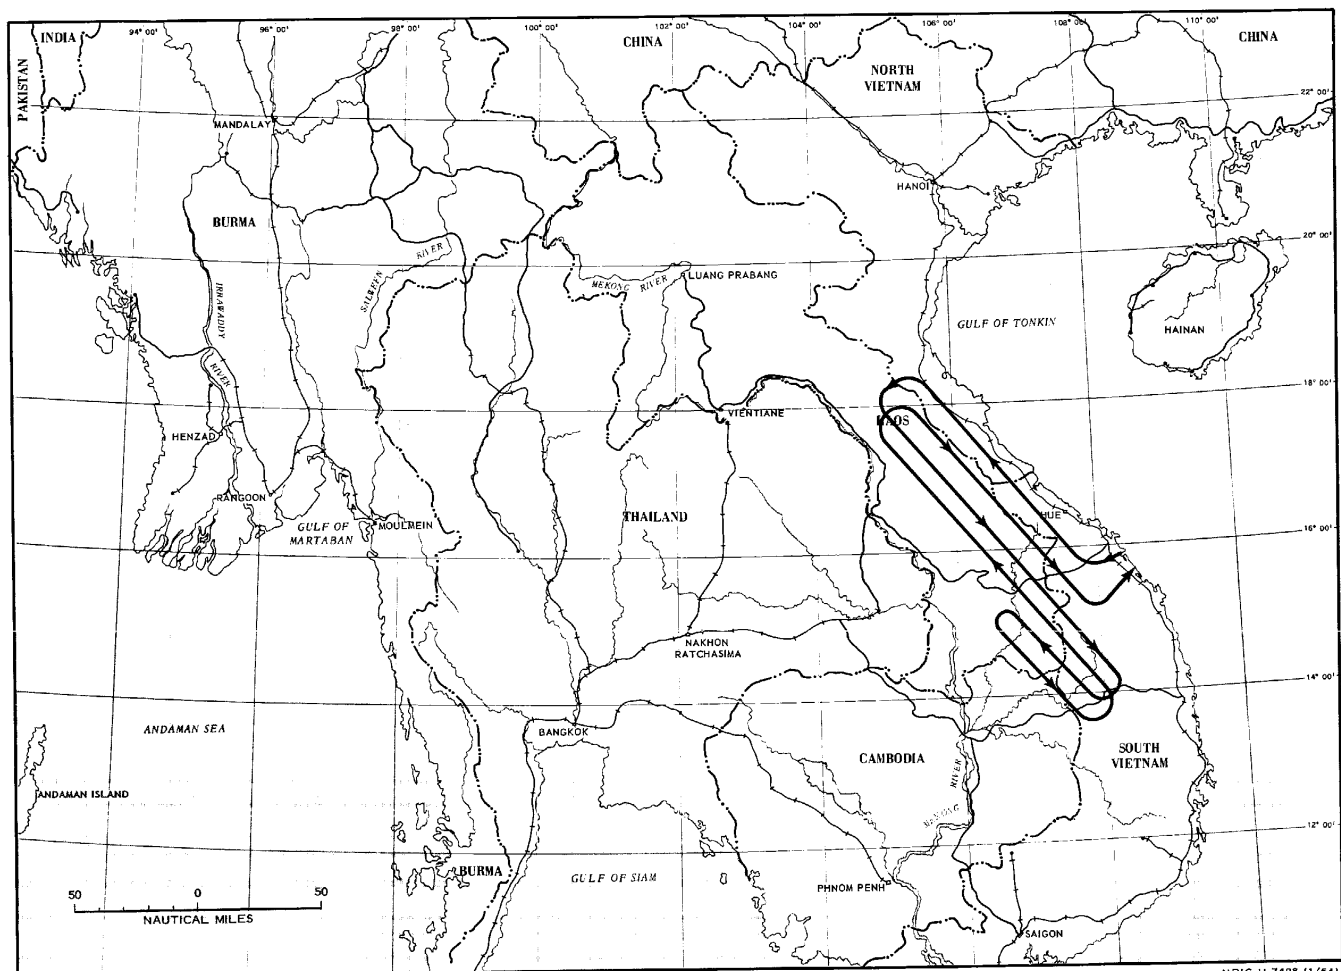 94° 00'
96° 00'
98° 00'
100° 00'
102° 00'
104° 00'
106° 00'
108° 00'
110° 00'
INDIA
CHINA
CHINA
PAKISTAN
NORTH
VIETNAM
22° 00'
MANDALAY
HANOI
BURMA
20° 00'
SALWEEN
RIVER
MEKONG RIVER
LUANG PRABANG
IRRAWADDY
RIVER
GULF OF TONKIN
HAINAN
18° 00'
VIENTIANE
LAOS
HENZAD
RANGOON
GULF OF
MARTABAN
MOULMEIN
THAILAND
HUE
16° 00'
NAKHON
RATCHASIMA
14° 00'
ANDAMAN SEA
BANGKOK
CAMBODIA
SOUTH
VIETNAM
MEKONG
RIVER
ANDAMAN ISLAND
12° 00'
BURMA
GULF OF SIAM
PHNOM PENH
50
0
50
NAUTICAL MILES
SAIGON